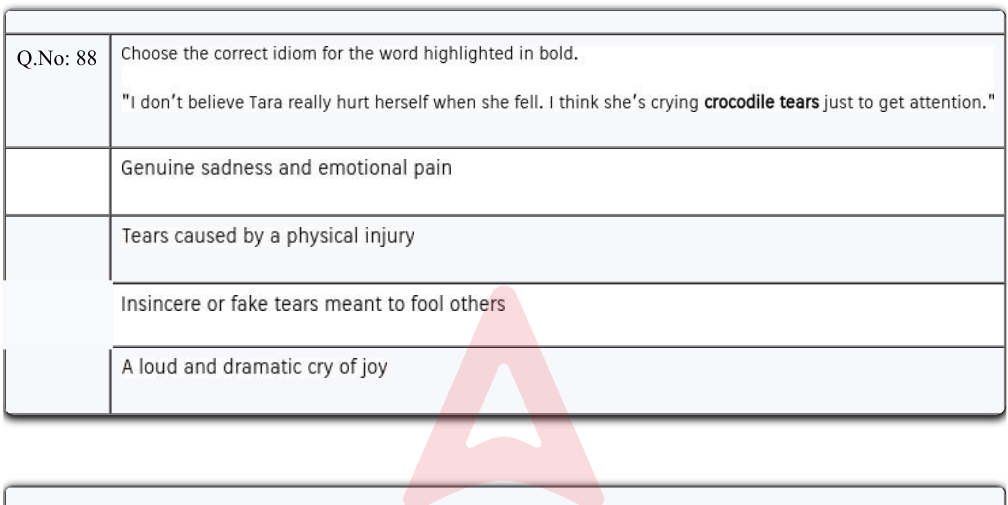 Q.No: 88
Choose the correct idiom for the word highlighted in bold.
"I don't believe Tara really hurt herself when she fell. I think she's crying crocodile tears just to get attention."
Genuine sadness and emotional pain
Tears caused by a physical injury
Insincere or fake tears meant to fool others
A loud and dramatic cry of joy